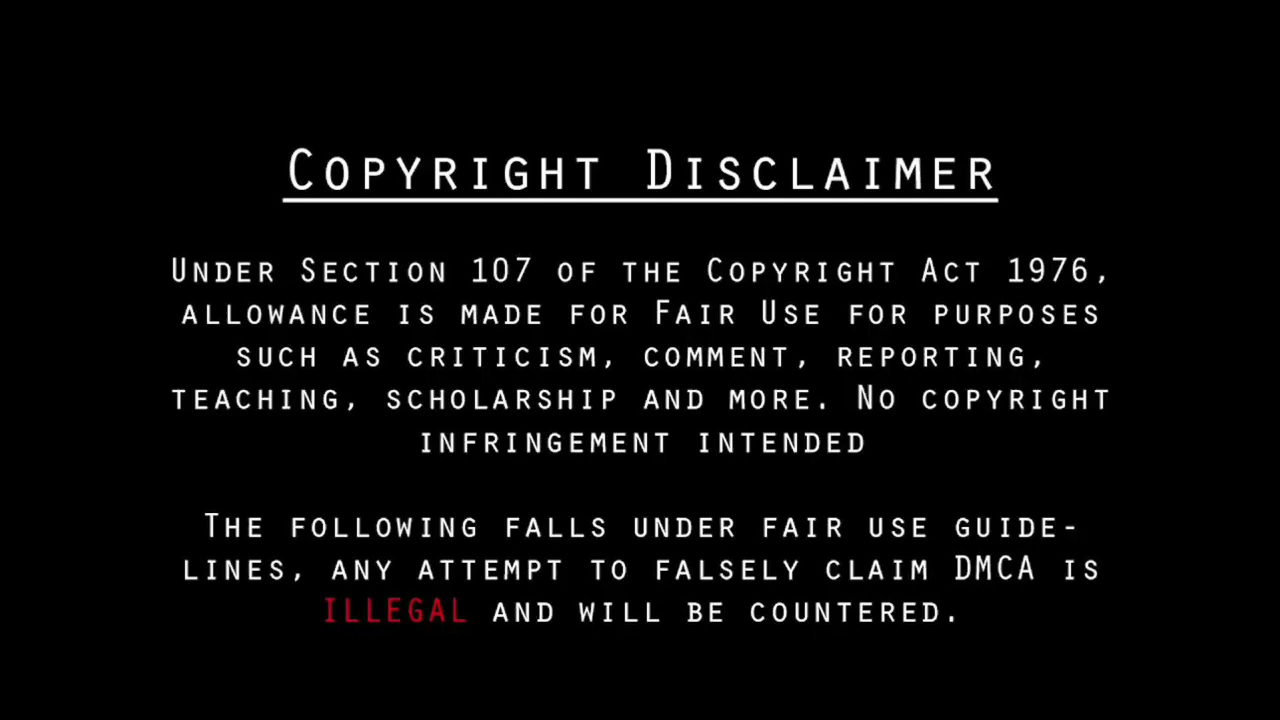 Copyright Disclaimer
Under Section 107 of the Copyright Act 1976,
allowance is made for Fair Use for purposes
such as criticism, comment, reporting,
teaching, scholarship and more. No copyright
infringement intended
The following falls under fair use guide-
lines, any attempt to falsely claim DMCA is
illegal and will be countered.